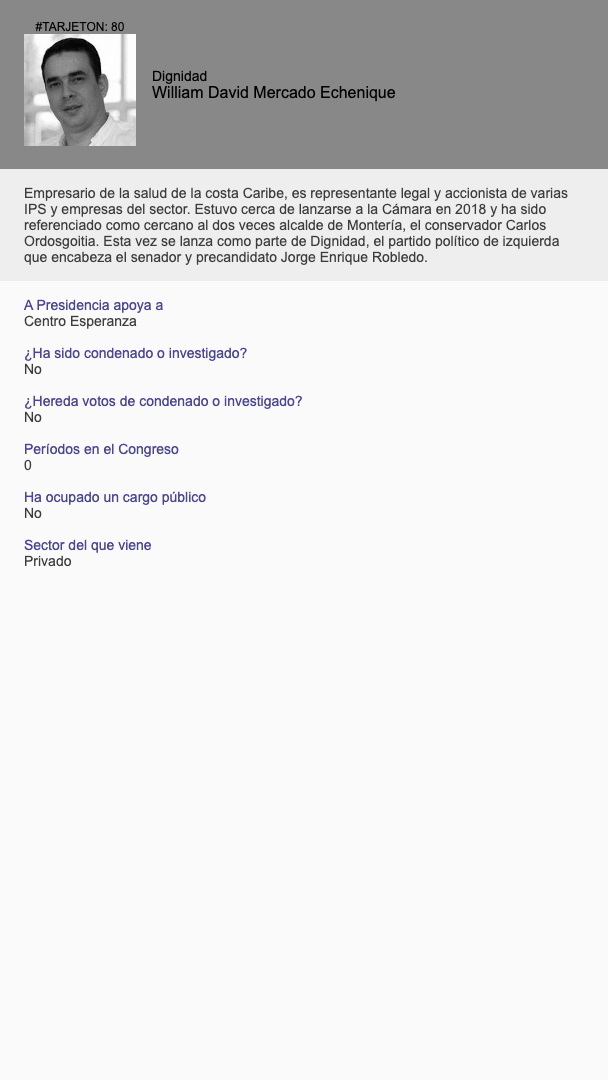 #TARJETON: 80
Dignidad
William David Mercado Echenique
Empresario de la salud de la costa Caribe, es representante legal y accionista de varias
IPS y empresas del sector. Estuvo cerca de lanzarse a la Cámara en 2018 y ha sido
referenciado como cercano al dos veces alcalde de Montería, el conservador Carlos
Ordosgoitia. Esta vez se lanza como parte de Dignidad, el partido político de izquierda
que encabeza el senador y precandidato Jorge Enrique Robledo.
A Presidencia apoya a
Centro Esperanza
¿Ha sido condenado o investigado?
No
¿Hereda votos de condenado o investigado?
No
Períodos en el Congreso
0
Ha ocupado un cargo público
No
Sector del que viene
Privado